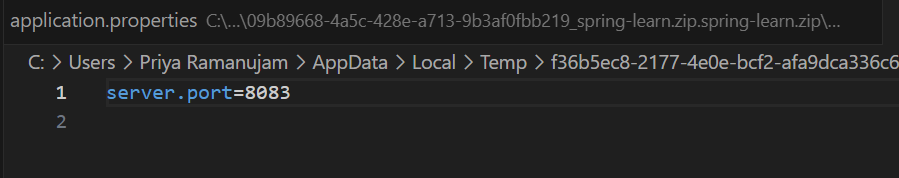 application.properties C:\...\09b89668-4a5c-428e-a713-9b3af0fbb219_spring-learn.zip.spring-learn.zip\...
C: > Users > Priya Ramanujam > AppData > Local > Temp > f36b5ec8-2177-4e0e-bcf2-afa9dca336c6
1 server.port=8083
2